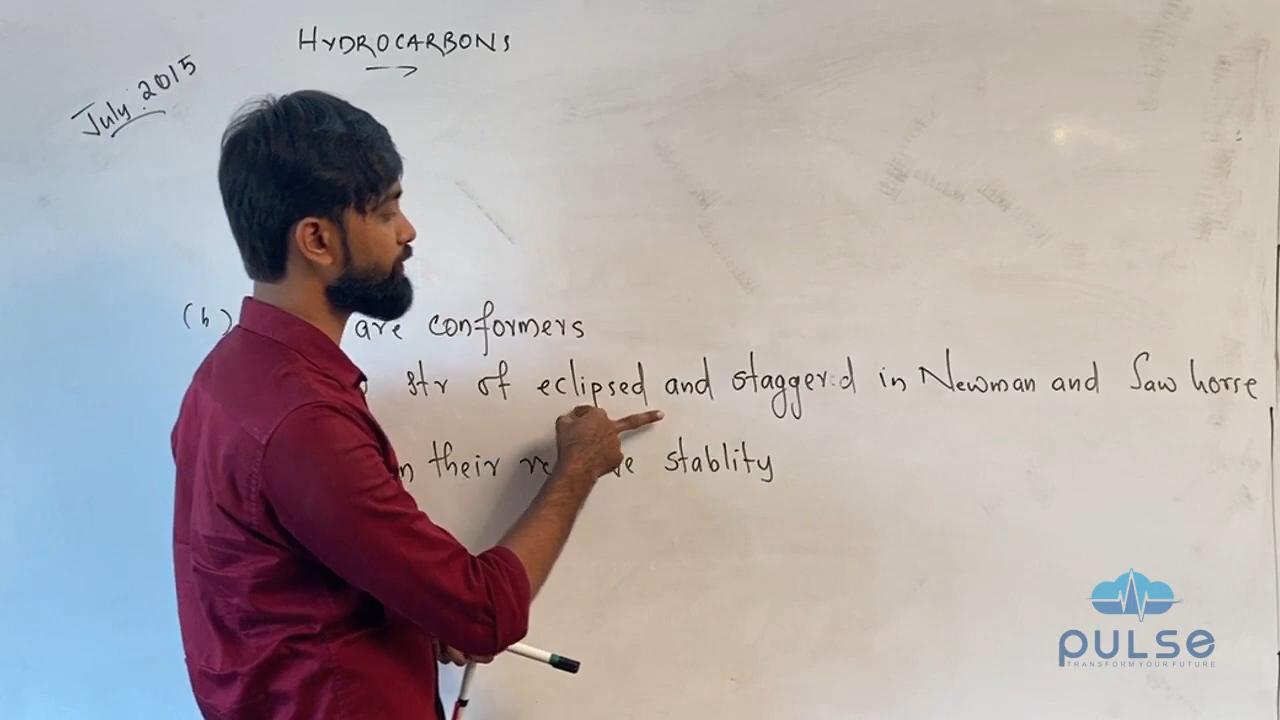 HYDROCARBONS
July 2015
(b) are conformers
str of eclipsed and staggered in Newman and Saw horse
their stablity
PULSE
TRANSFORM YOUR FUTURE